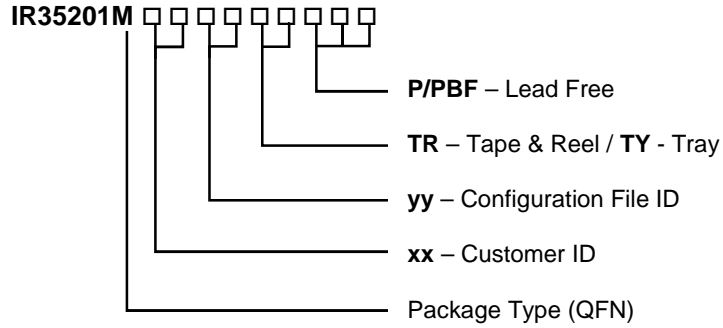 IR35201M □ □ □ □ □ □ □ □ □
P/PBF – Lead Free
TR – Tape & Reel / TY - Tray
yy – Configuration File ID
xx – Customer ID
Package Type (QFN)